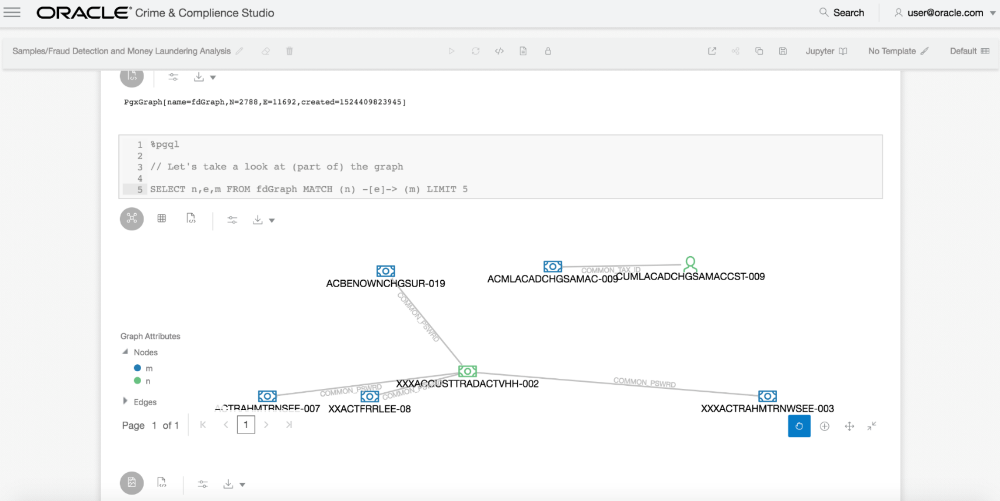 ORACLE® Crime & Complience Studio
Search
user@oracle.com
Samples/Fraud Detection and Money Laundering Analysis
Jupyter
No Template
Default
PgxGraph[name=fdGraph,N=2788,E=11692,created=1524409823945]
1 %pgql
2
3 // Let's take a look at (part of) the graph
4
5 SELECT n,e,m FROM fdGraph MATCH (n) -[e]-> (m) LIMIT 5
ACBENOWNCHGSUR-019
COMMON_TAX_ID
ACMLACADCHGSAMAC-009
CUMLACADCHGSAMACCST-009
COMMON_PSWRD
Graph Attributes
Nodes
m
n
Edges
XXXACCUSTTRADACTVHH-002
COMMON_PSWRD
COMMON_PSWRD
COMMON_PSWRD
ACTRAHMTRNSEE-007
XXACTFRRLEE-08
XXXACTRAHMTRNWSEE-003
Page 1 of 1
1